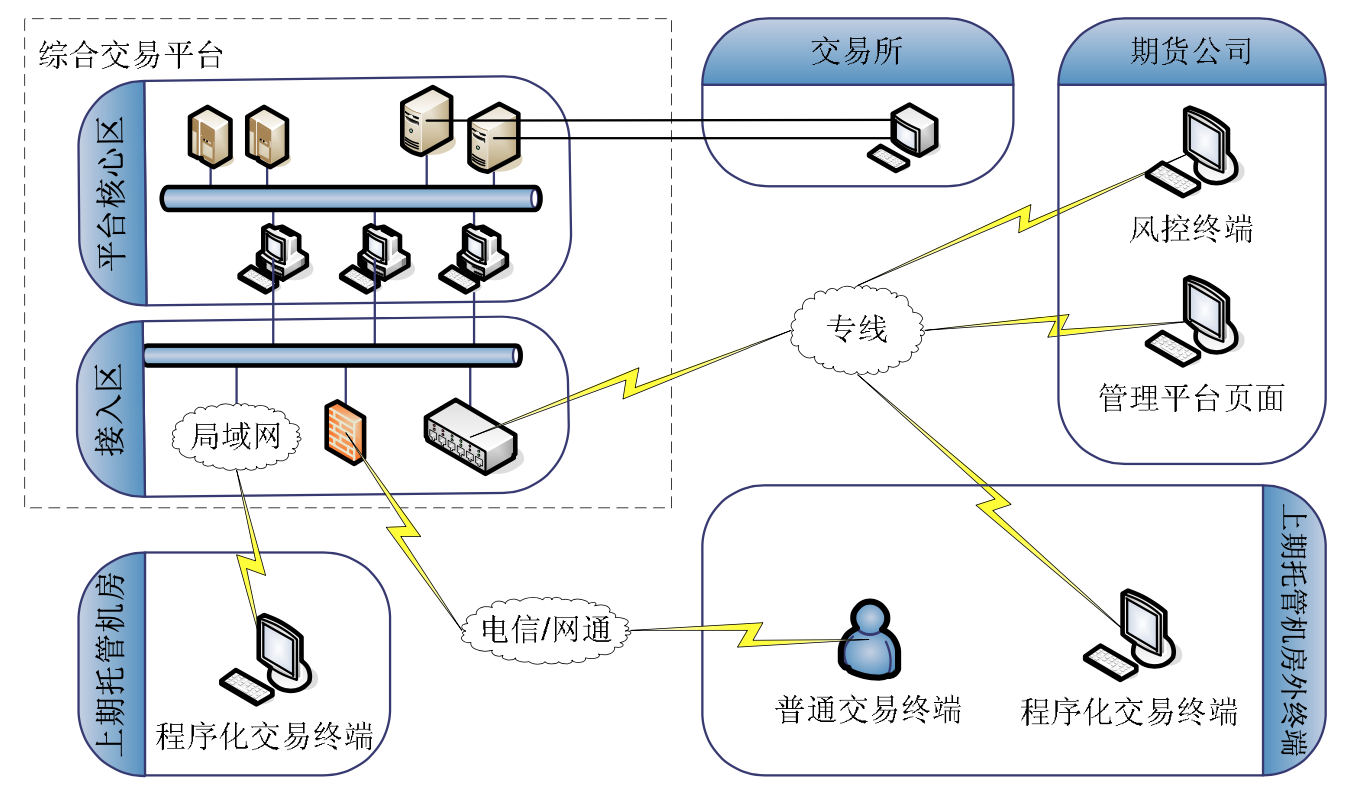 综合交易平台
平台核心区
交易所
期货公司
风控终端
管理平台页面
专线
接入区
局域网
上期托管机房
程序化交易终端
电信/网通
普通交易终端
程序化交易终端
上期托管机房外终端